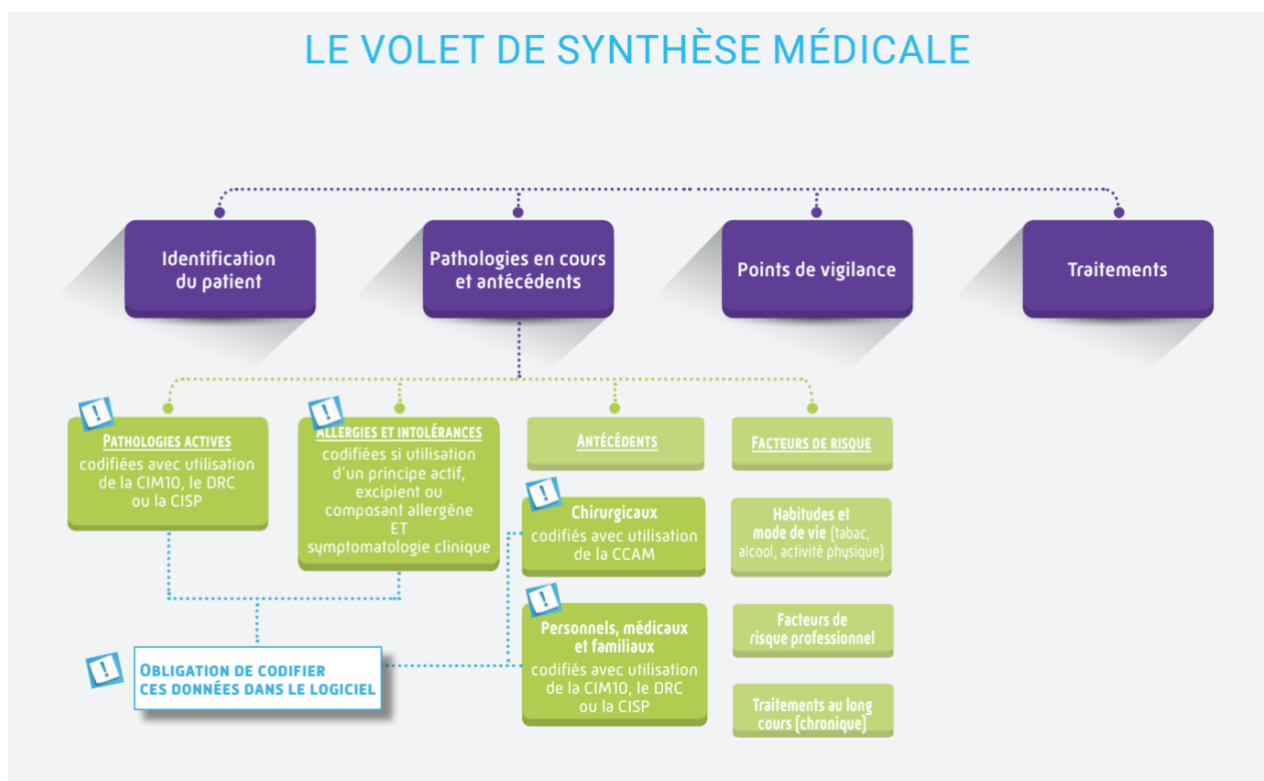 LE VOLET DE SYNTHÈSE MÉDICALE
Identification
du patient
Pathologies en cours
et antécédents
Points de vigilance
Traitements
!
PATHOLOGIES ACTIVES
codifiées avec utilisation
de la CIM10, le DRC
ou la CISP
!
ALLERGIES ET INTOLÉRANCES
codifiées si utilisation
d'un principe actif,
excipient ou
composant allergène
ET
symptomatologie clinique
ANTÉCÉDENTS
!
Chirurgicaux
codifiés avec utilisation
de la CCAM
!
Personnels, médicaux
et familiaux
codifiés avec utilisation
de la CIM10, le DRC
ou la CISP
FACTEURS DE RISQUE
Habitudes et
mode de vie (tabac,
alcool, activité physique)
Facteurs de
risque professionnel
Traitements au long
cours (chronique)
!
OBLIGATION DE CODIFIER
CES DONNÉES DANS LE LOGICIEL